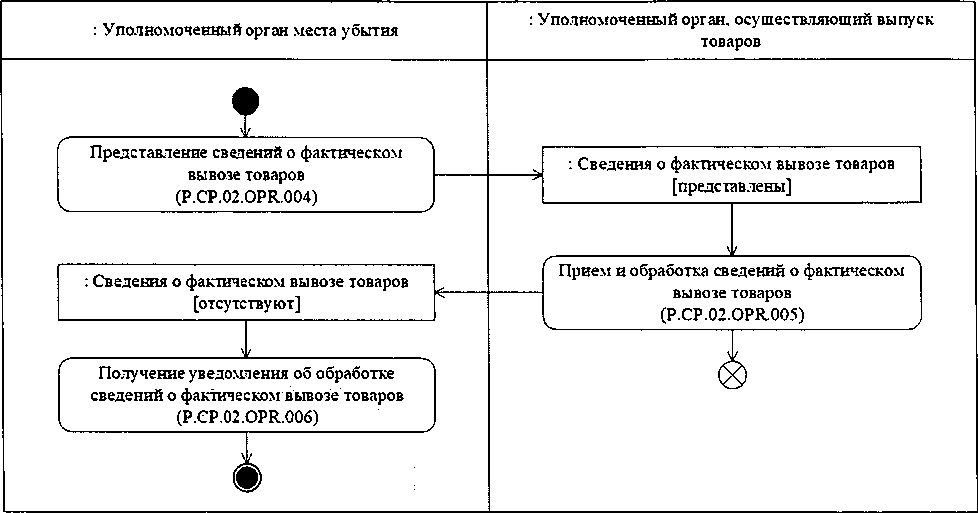 : Уполномоченный орган места убытия
: Уполномоченный орган, осуществляющий выпуск
товаров
Представление сведений о фактическом
вывозе товаров
(P.CP.02.OPR.004)
: Сведения о фактическом вывозе товаров
[представлены]
: Сведения о фактическом вывозе товаров
[отсутствуют]
Прием и обработка сведений о фактическом
вывозе товаров
(P.CP.02.OPR.005)
Получение уведомления об обработке
сведений о фактическом вывозе товаров
(P.CP.02.OPR.006)